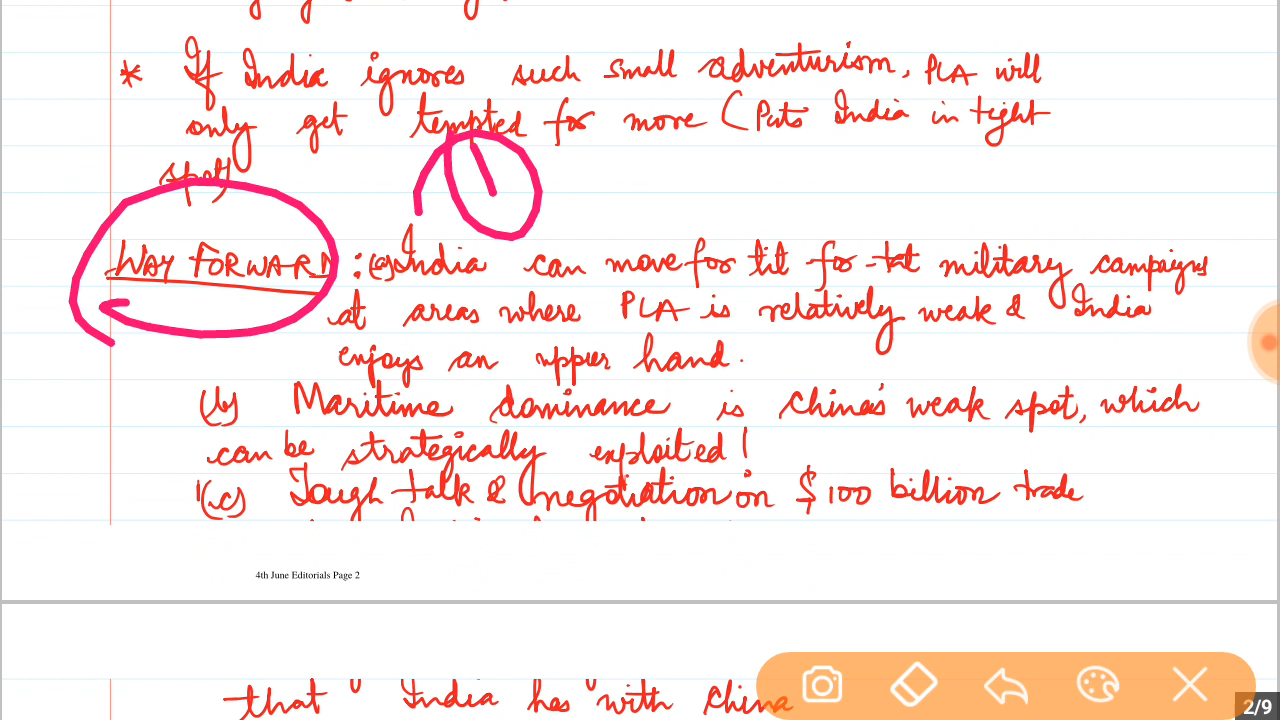 * If India ignores such small adventurism, PLA will
only get tempted for more (Puts India in tight
spot)
WAY FORWARD : (a) India can move for tit for-tat military campaigns
at areas where PLA is relatively weak & India
enjoys an upper hand.
(b) Maritime dominance is China's weak spot, which
can be strategically exploited!
(c) Tough talk & negotiation on $100 billion trade
4th June Editorials Page 2
that India has with China
2/9